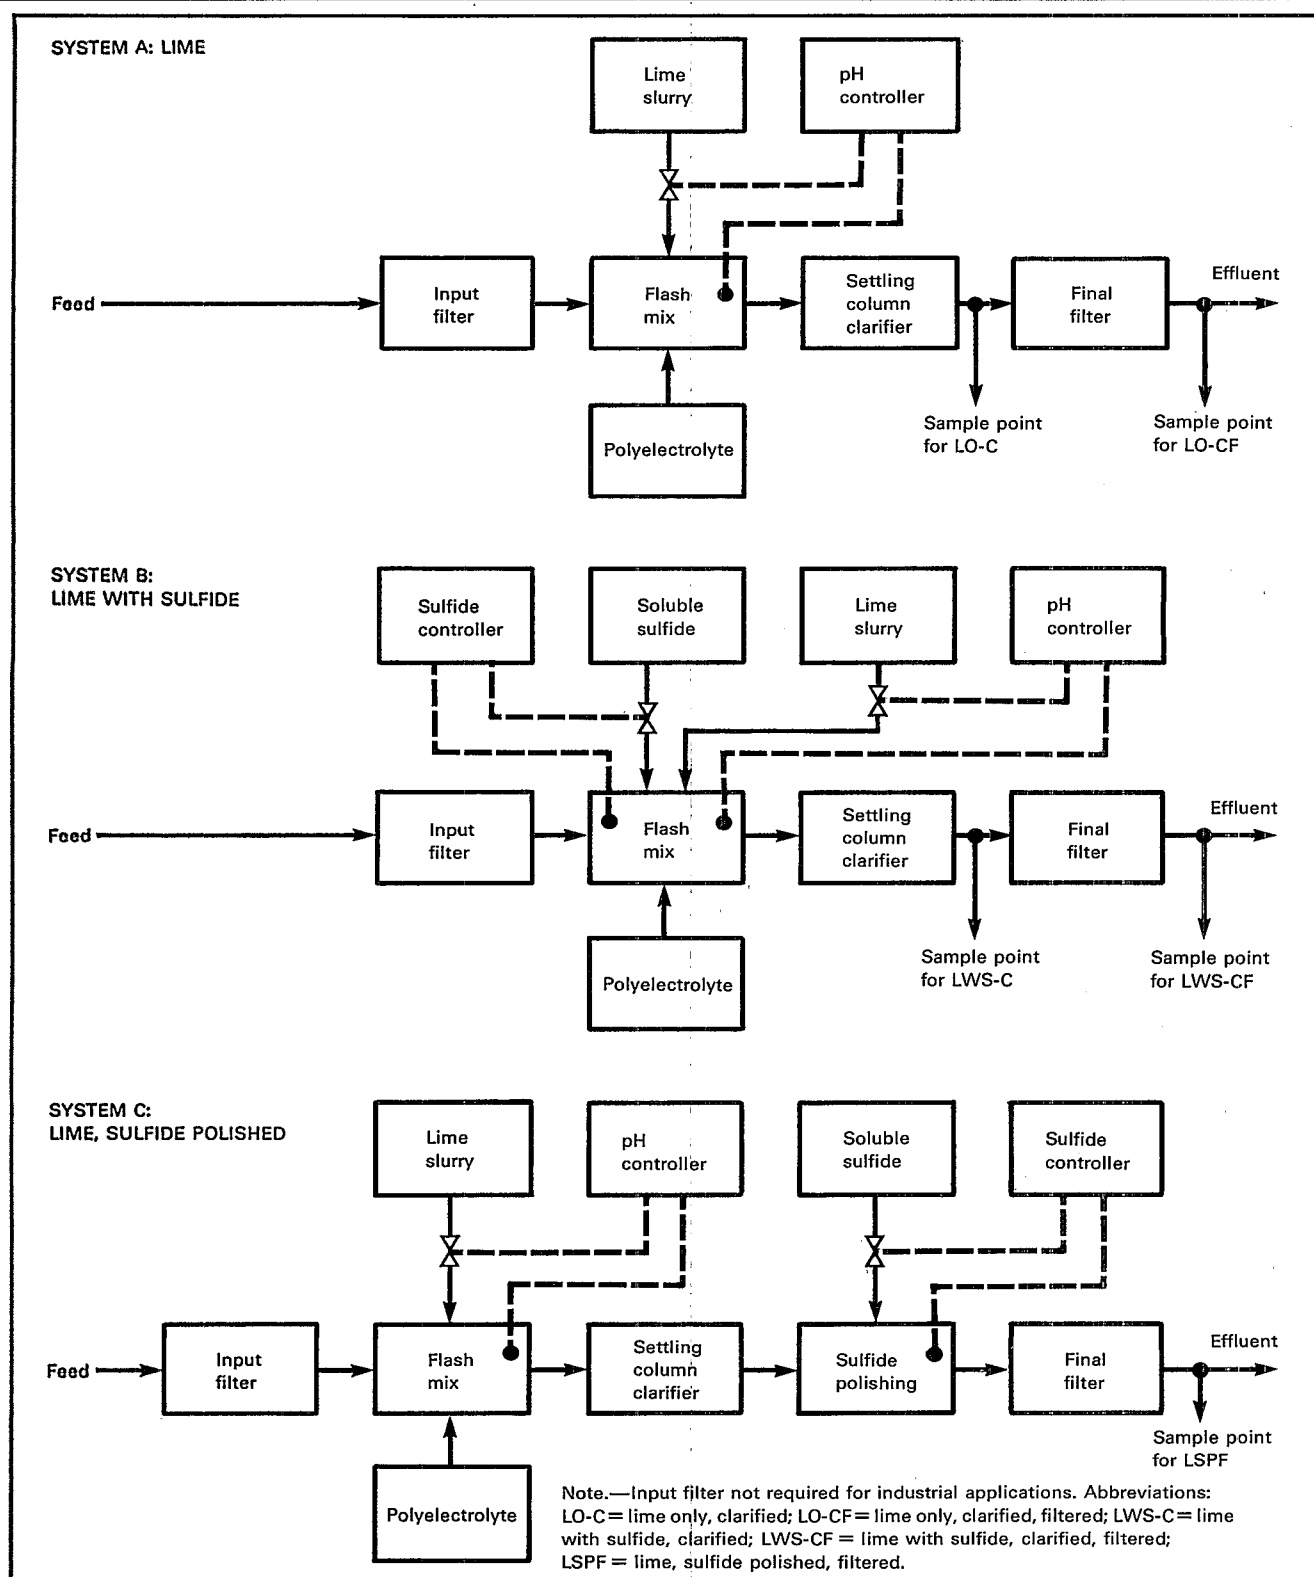 SYSTEM A: LIME
Lime
slurry
pH
controller
Feed
Input
filter
Flash
mix
Settling
column
clarifier
Final
filter
Effluent
Polyelectrolyte
Sample point
for LO-C
Sample point
for LO-CF
SYSTEM B:
LIME WITH SULFIDE
Sulfide
controller
Soluble
sulfide
Lime
slurry
pH
controller
Feed
Input
filter
Flash
mix
Settling
column
clarifier
Final
filter
Effluent
Polyelectrolyte
Sample point
for LWS-C
Sample point
for LWS-CF
SYSTEM C:
LIME, SULFIDE POLISHED
Lime
slurry
pH
controller
Soluble
sulfide
Sulfide
controller
Feed
Input
filter
Flash
mix
Settling
column
clarifier
Sulfide
polishing
Final
filter
Effluent
Sample point
for LSPF
Polyelectrolyte
Note.—Input filter not required for industrial applications. Abbreviations:
LO-C = lime only, clarified; LO-CF = lime only, clarified, filtered; LWS-C = lime
with sulfide, clarified; LWS-CF = lime with sulfide, clarified, filtered;
LSPF = lime, sulfide polished, filtered.